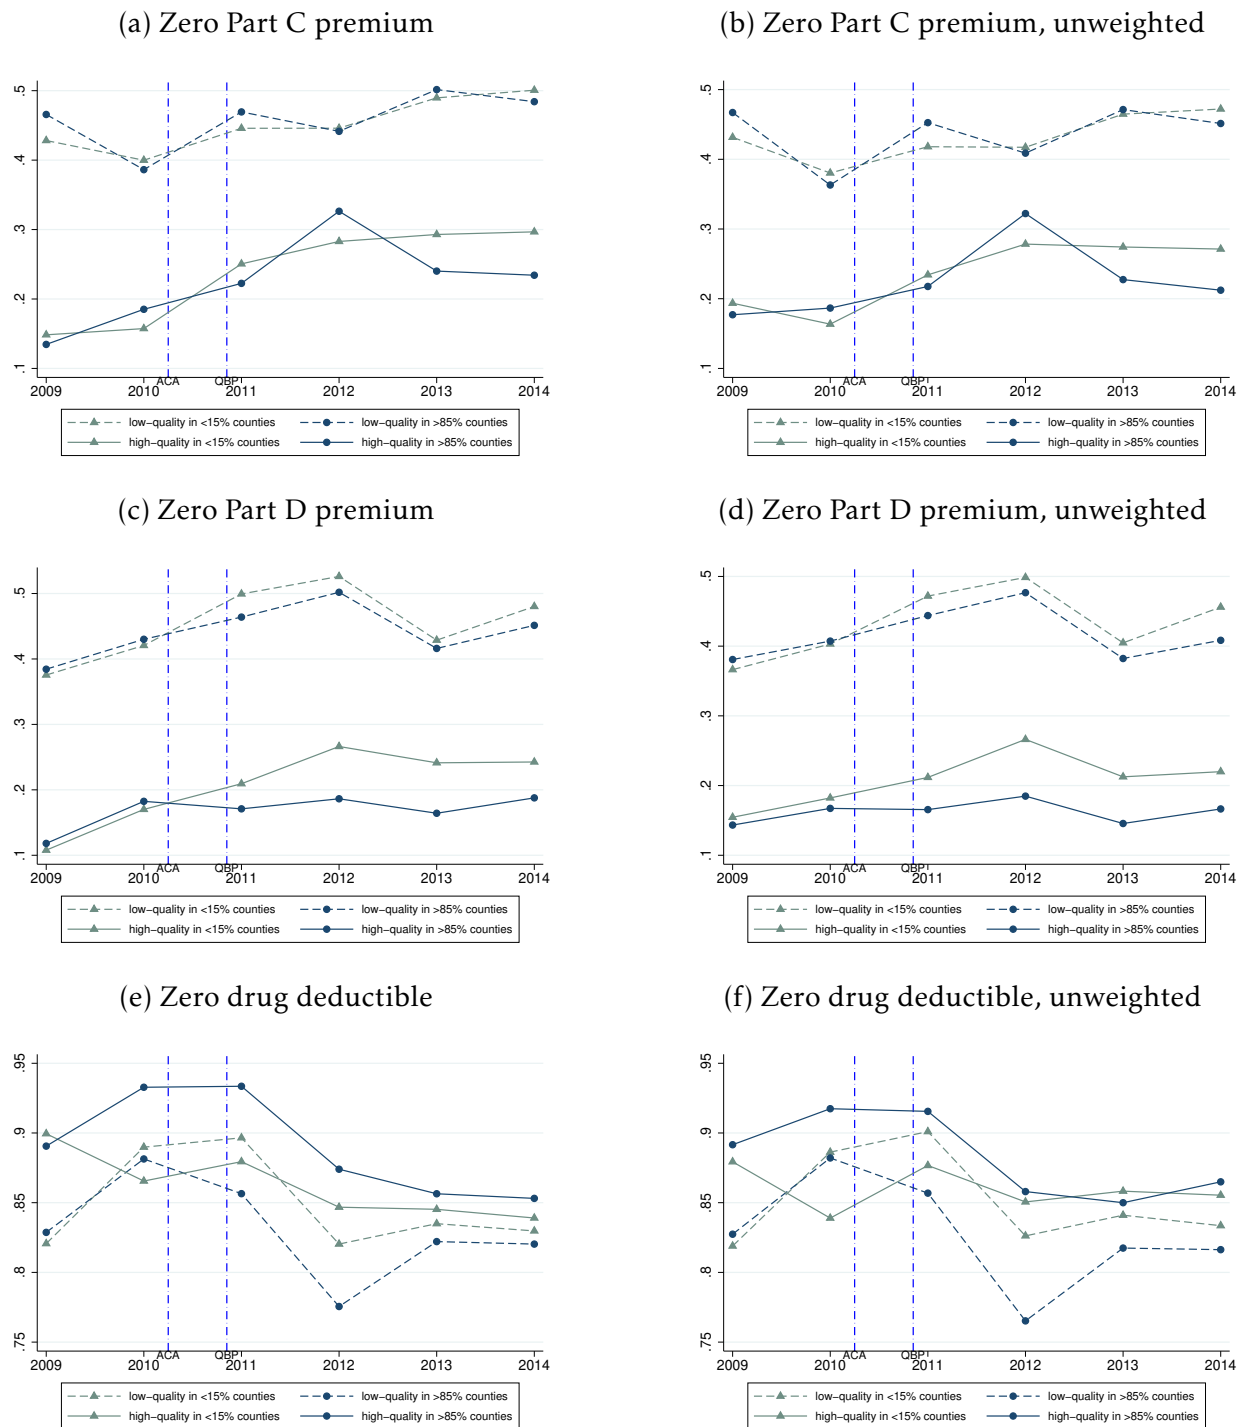 (a) Zero Part C premium
.5
.4
.3
.2
.1
2009 2010 ACA QBP 2011 2012 2013 2014
low−quality in <15% counties low−quality in >85% counties
high−quality in <15% counties high−quality in >85% counties
(b) Zero Part C premium, unweighted
.5
.4
.3
.2
.1
2009 2010 ACA QBP 2011 2012 2013 2014
low−quality in <15% counties low−quality in >85% counties
high−quality in <15% counties high−quality in >85% counties
(c) Zero Part D premium
.5
.4
.3
.2
.1
2009 2010 ACA QBP 2011 2012 2013 2014
low−quality in <15% counties low−quality in >85% counties
high−quality in <15% counties high−quality in >85% counties
(d) Zero Part D premium, unweighted
.5
.4
.3
.2
.1
2009 2010 ACA QBP 2011 2012 2013 2014
low−quality in <15% counties low−quality in >85% counties
high−quality in <15% counties high−quality in >85% counties
(e) Zero drug deductible
.95
.9
.85
.8
.75
2009 2010 ACA QBP 2011 2012 2013 2014
low−quality in <15% counties low−quality in >85% counties
high−quality in <15% counties high−quality in >85% counties
(f) Zero drug deductible, unweighted
.95
.9
.85
.8
.75
2009 2010 ACA QBP 2011 2012 2013 2014
low−quality in <15% counties low−quality in >85% counties
high−quality in <15% counties high−quality in >85% counties